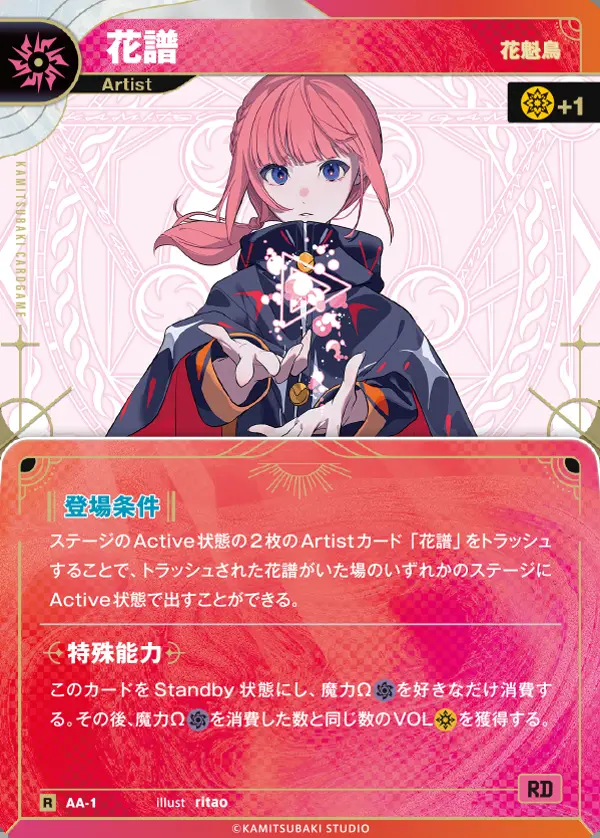 花譜
花魁鳥
Artist
+1
KAMITSUBAKI CARDGAME
登場条件
ステージのActive状態の2枚のArtistカード「花譜」をトラッシュ
することで、トラッシュされた花譜がいた場のいずれかのステージに
Active状態で出すことができる。
特殊能力
このカードをStandby 状態にし、魔力Ωを好きなだけ消費す
る。その後、魔力Ωを消費した数と同じ数のVOLを獲得する。
RD
R AA-1 illust ritao
©KAMITSUBAKI STUDIO